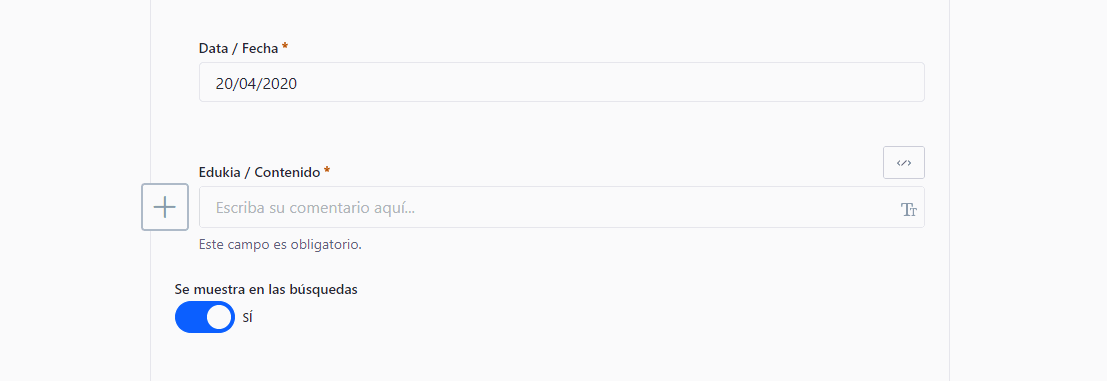 Data / Fecha *
20/04/2020
Edukia / Contenido *
Escriba su comentario aquí...
Este campo es obligatorio.
Se muestra en las búsquedas
SÍ